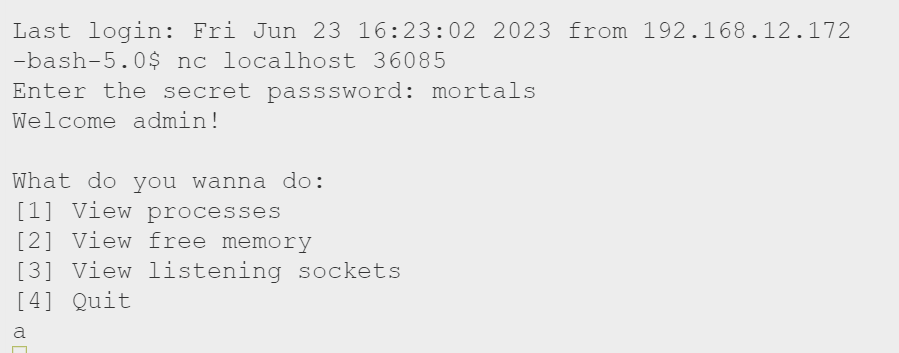 Last login: Fri Jun 23 16:23:02 2023 from 192.168.12.172
-bash-5.0$ nc localhost 36085
Enter the secret passsword: mortals
Welcome admin!
What do you wanna do:
[1] View processes
[2] View free memory
[3] View listening sockets
[4] Quit
a